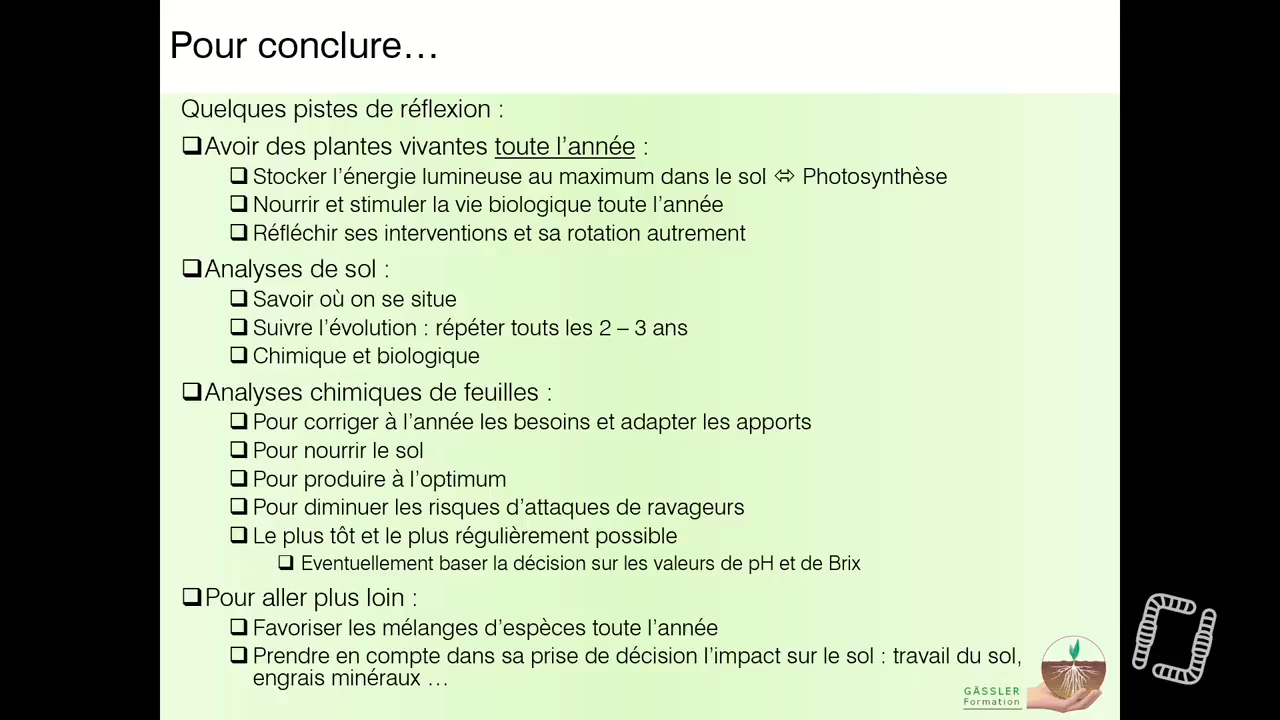 Pour conclure…
Quelques pistes de réflexion :
❑Avoir des plantes vivantes toute l’année :
❑ Stocker l’énergie lumineuse au maximum dans le sol ⬄ Photosynthèse
❑ Nourrir et stimuler la vie biologique toute l’année
❑ Réfléchir ses interventions et sa rotation autrement
❑Analyses de sol :
❑ Savoir où on se situe
❑ Suivre l’évolution : répéter touts les 2 – 3 ans
❑ Chimique et biologique
❑Analyses chimiques de feuilles :
❑ Pour corriger à l’année les besoins et adapter les apports
❑ Pour nourrir le sol
❑ Pour produire à l’optimum
❑ Pour diminuer les risques d’attaques de ravageurs
❑ Le plus tôt et le plus régulièrement possible
❑ Eventuellement baser la décision sur les valeurs de pH et de Brix
❑Pour aller plus loin :
❑ Favoriser les mélanges d’espèces toute l’année
❑ Prendre en compte dans sa prise de décision l’impact sur le sol : travail du sol,
engrais minéraux …
GÄSSLER
Formation